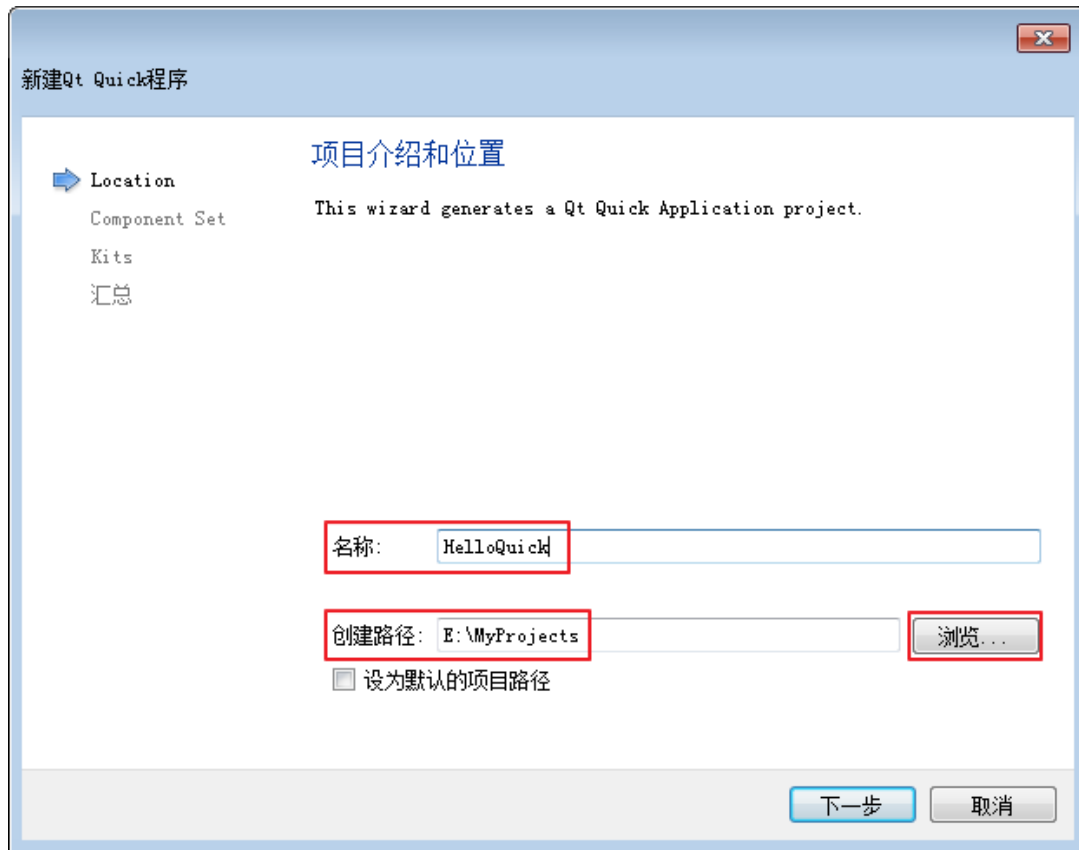 新建Qt Quick程序
Location
Component Set
Kits
汇总
项目介绍和位置
This wizard generates a Qt Quick Application project.
名称: HelloQuick
创建路径: E:\MyProjects 浏览...
设为默认的项目路径
下一步 取消